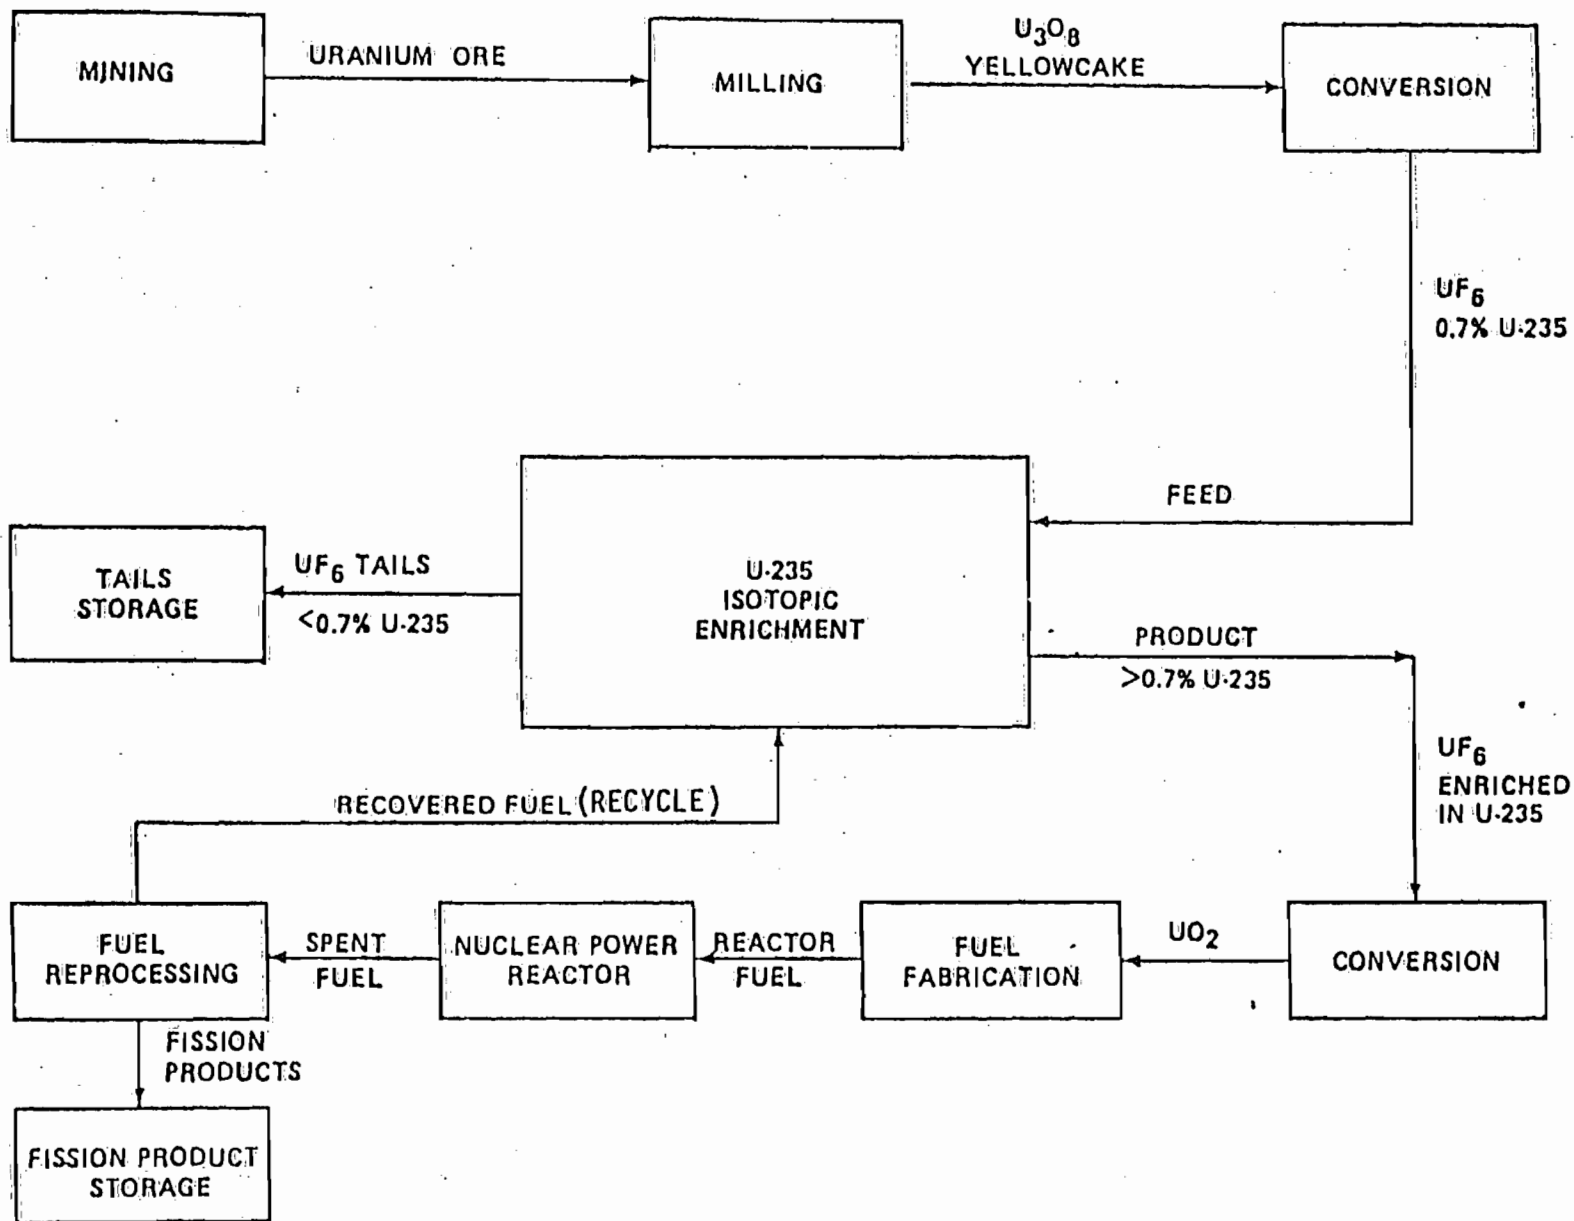 MINING
URANIUM ORE
MILLING
U3O8
YELLOWCAKE
CONVERSION
UF6
0.7% U-235
FEED
U-235
ISOTOPIC
ENRICHMENT
UF6 TAILS
<0.7% U-235
TAILS
STORAGE
PRODUCT
>0.7% U-235
UF6
ENRICHED
IN U-235
RECOVERED FUEL (RECYCLE)
CONVERSION
UO2
FUEL
FABRICATION
REACTOR
FUEL
NUCLEAR POWER
REACTOR
SPENT
FUEL
FUEL
REPROCESSING
FISSION
PRODUCTS
FISSION PRODUCT
STORAGE